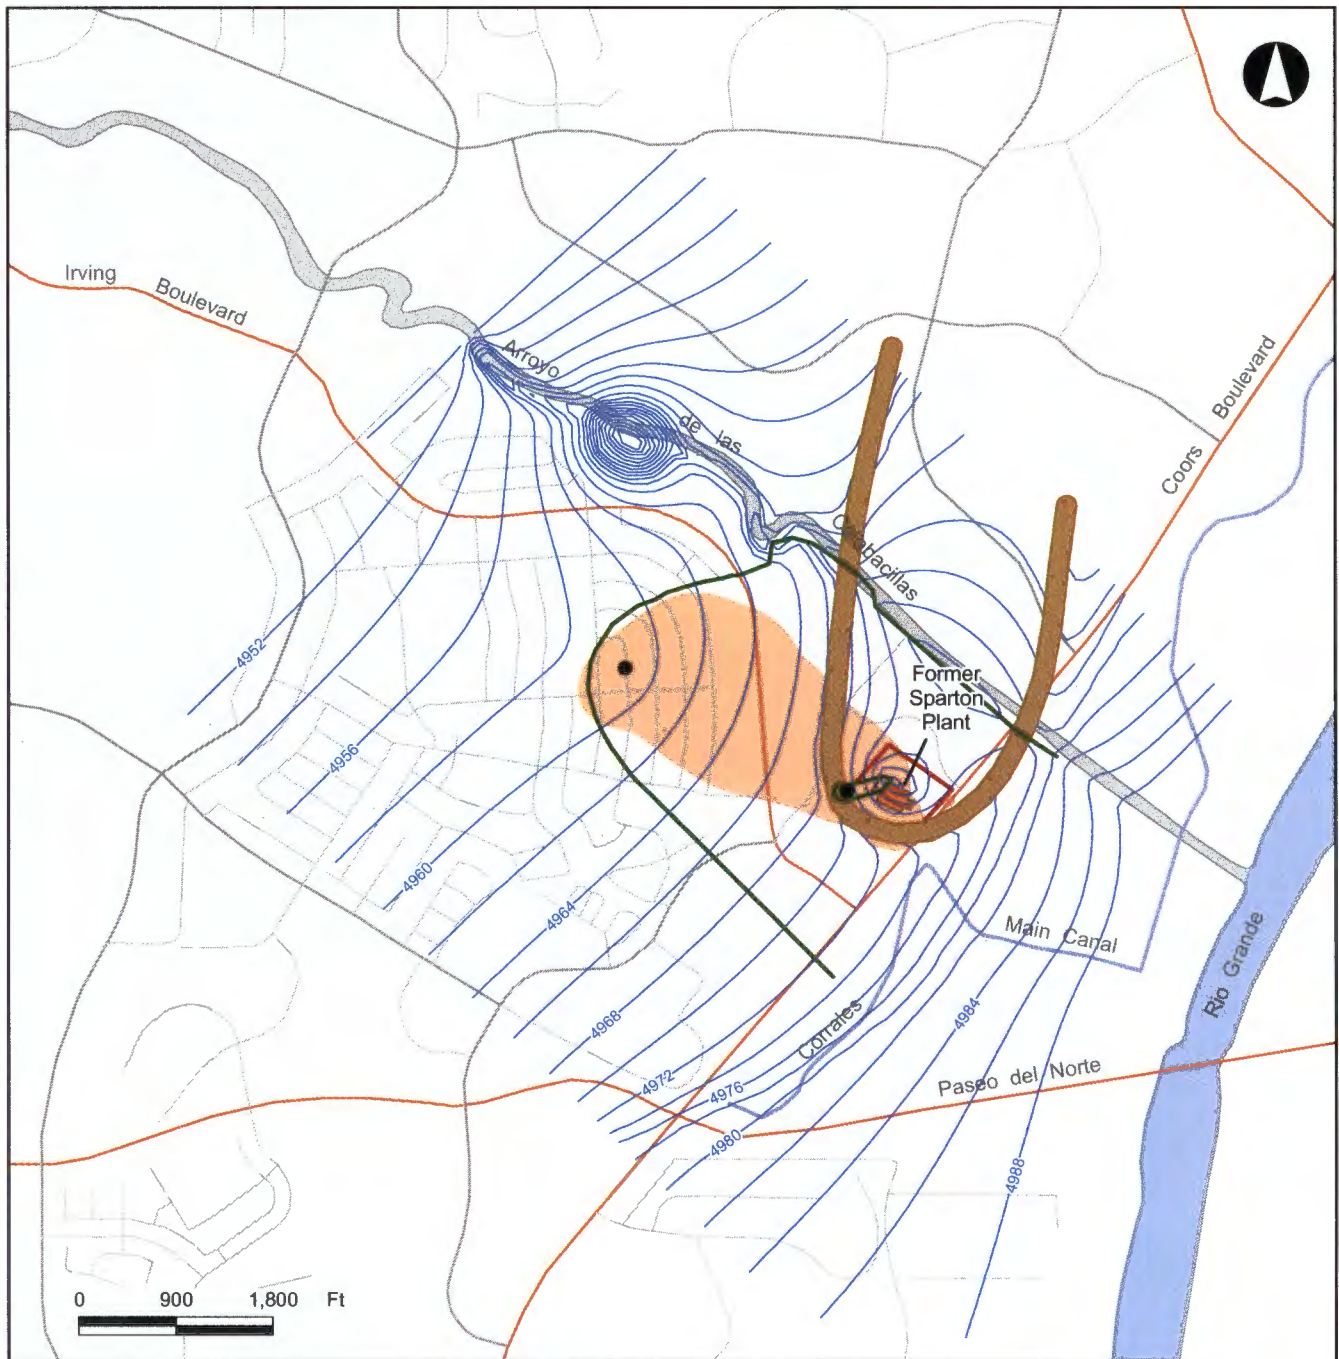 Irving Boulevard
Arroyo de las Calabacillas
Coors Boulevard
4952
Former
Sparton
Plant
4956
4960
4964
Main Canal
Rio Grande
4968
Corrales
4984
4972
4976
Paseo del Norte
4980
4988
0 900 1,800 Ft